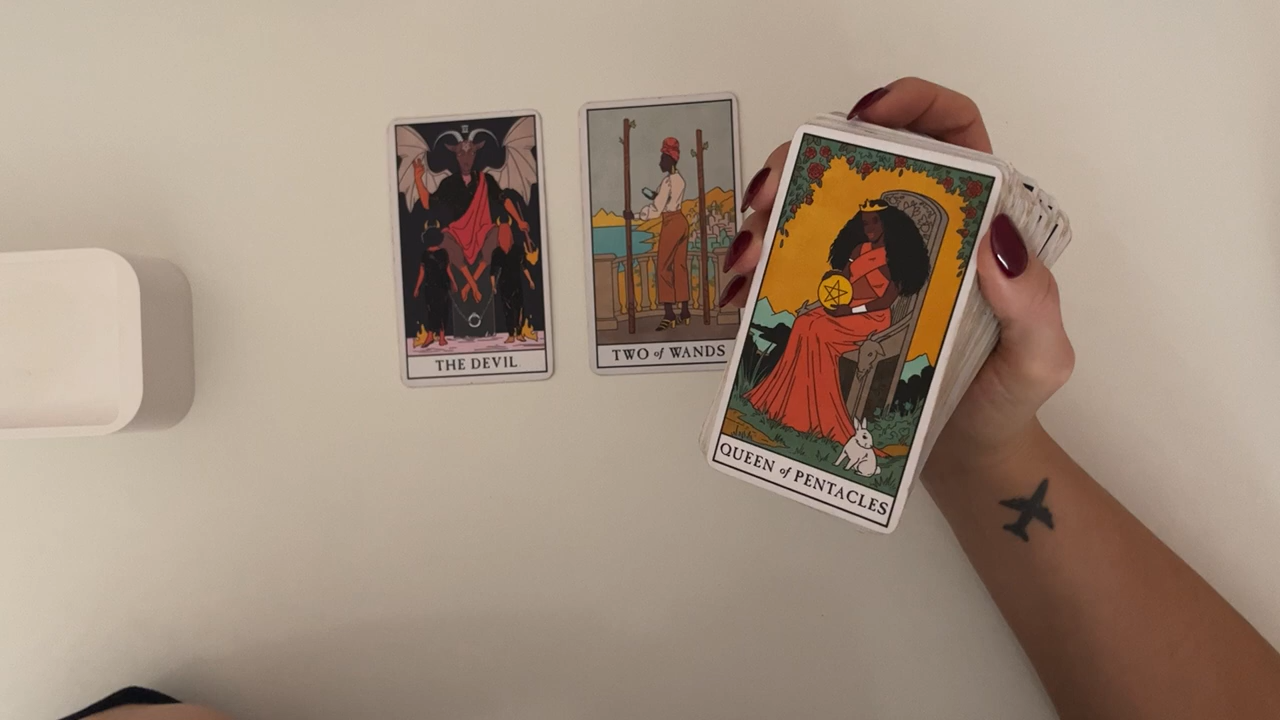 THE DEVIL
TWO of WANDS
QUEEN of PENTACLES